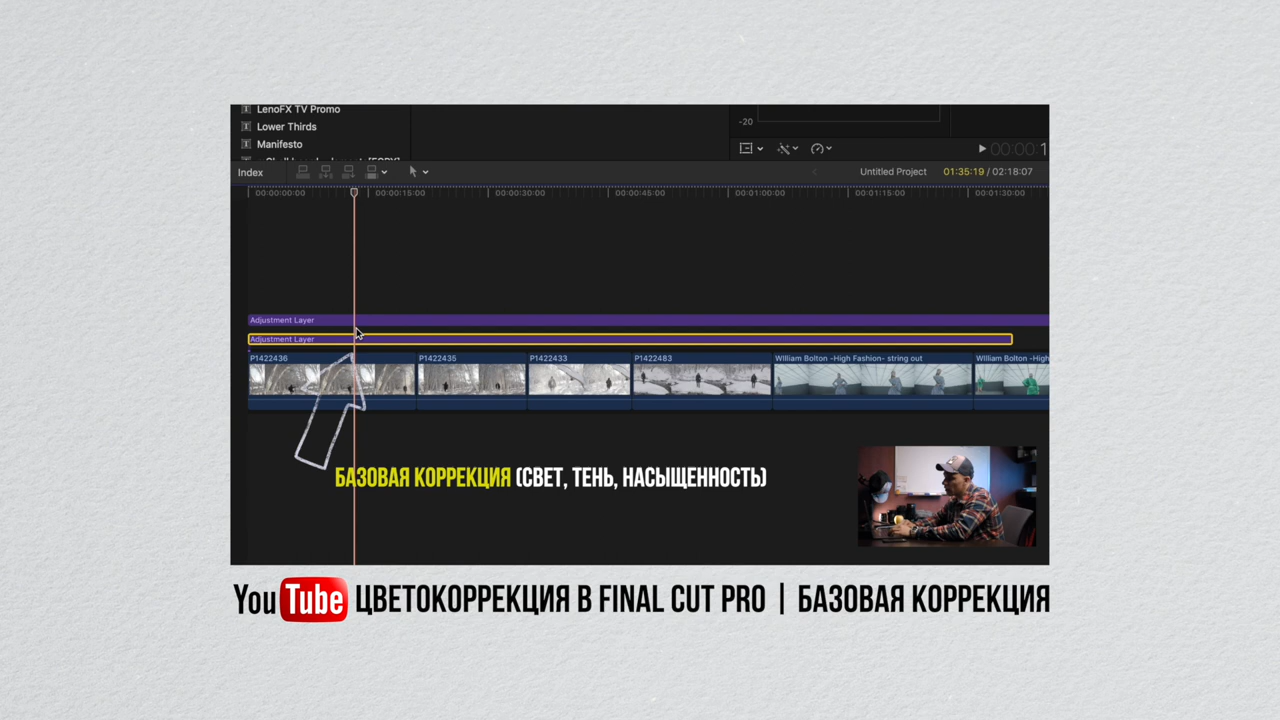 LenoFX TV Promo
Lower Thirds
Manifesto
-20
00:00:1
Index
Untitled Project
01:35:19 / 02:18:07
00:00:00:00
00:00:15:00
00:00:30:00
00:00:45:00
00:01:00:00
00:01:15:00
00:01:30:00
Adjustment Layer
Adjustment Layer
P1422436
P1422435
P1422433
P1422483
WIlliam Bolton -High Fashion- string out
WIlliam Bolton -High
БАЗОВАЯ КОРРЕКЦИЯ (СВЕТ, ТЕНЬ, НАСЫЩЕННОСТЬ)
YouTube ЦВЕТОКОРРЕКЦИЯ В FINAL CUT PRO | БАЗОВАЯ КОРРЕКЦИЯ